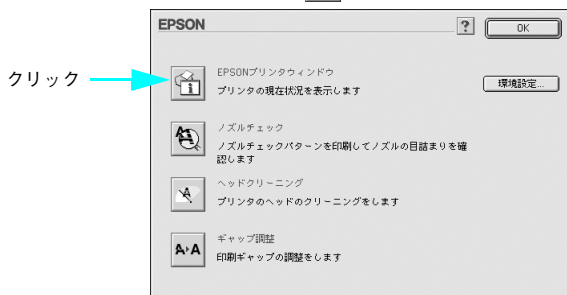 EPSON
?
OK
クリック
EPSONプリンタウィンドウ
プリンタの現在状況を表示します
環境設定...
ノズルチェック
ノズルチェックパターンを印刷してノズルの目詰まりを確
認します
ヘッドクリーニング
プリンタのヘッドのクリーニングをします
ギャップ調整
A▸A
印刷ギャップの調整をします